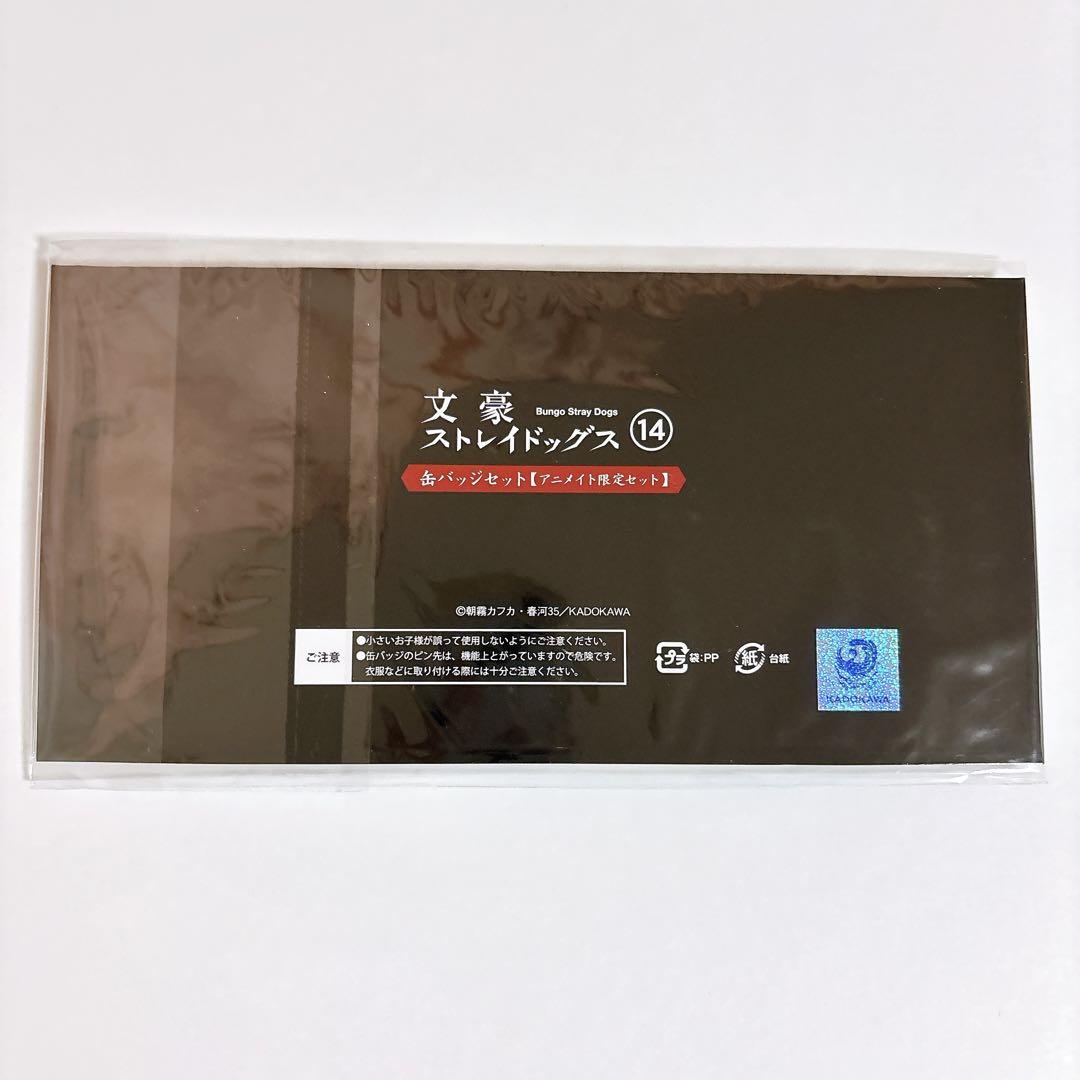 文豪 Bungo Stray Dogs
ストレイドッグス ⑭
缶バッジセット【アニメイト限定セット】
©朝霧カフカ・春河35／KADOKAWA
ご注意
●小さいお子様が誤って使用しないようにご注意ください。
●缶バッジのピン先は、機能上とがっていますので危険です。
衣服などに取り付ける際には十分ご注意ください。
プラ 袋：PP
紙 台紙
KADOKAWA